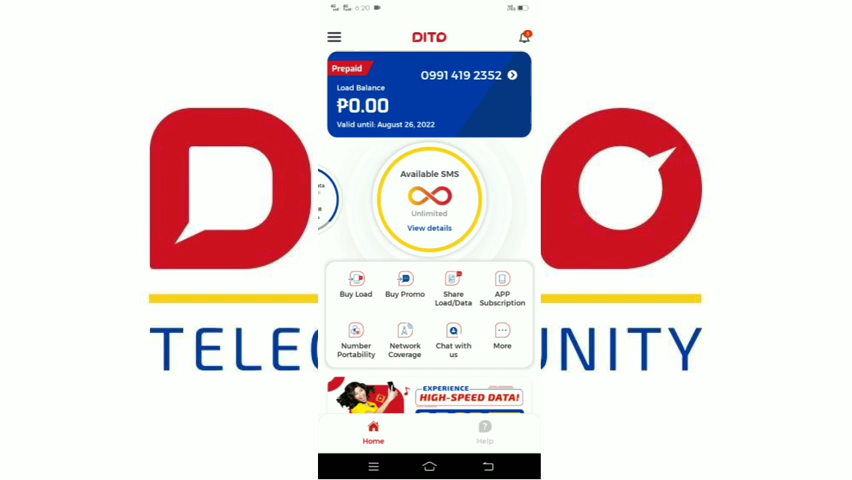 6:20
DITO
Prepaid
0991 419 2352
Load Balance
₱0.00
Valid until: August 26, 2022
Available SMS
Unlimited
View details
Buy Load
Buy Promo
Share
Load/Data
APP
Subscription
Number
Portability
Network
Coverage
Chat with
us
More
EXPERIENCE
HIGH-SPEED DATA!
Home
Help
TELEC
UNITY